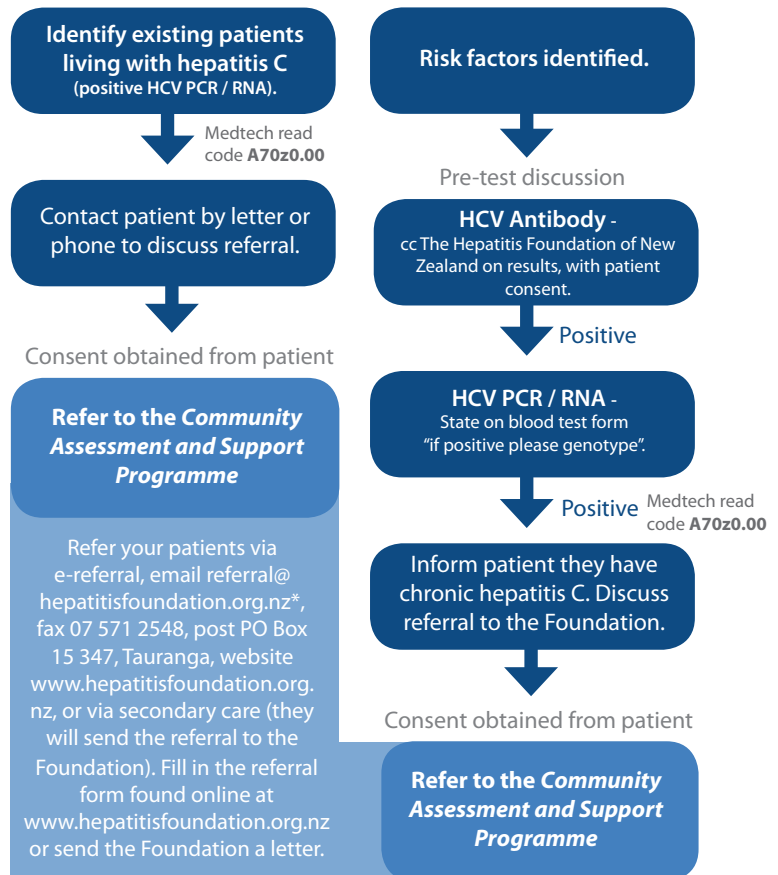 Identify existing patients
living with hepatitis C
(positive HCV PCR / RNA).
Medtech read
code A70z0.00
Contact patient by letter or
phone to discuss referral.
Consent obtained from patient
Refer to the Community
Assessment and Support
Programme
Refer your patients via
e-referral, email referral@
hepatitisfoundation.org.nz*,
fax 07 571 2548, post PO Box
15 347, Tauranga, website
www.hepatitisfoundation.org.
nz, or via secondary care (they
will send the referral to the
Foundation). Fill in the referral
form found online at
www.hepatitisfoundation.org.nz
or send the Foundation a letter.
Risk factors identified.
Pre-test discussion
HCV Antibody -
cc The Hepatitis Foundation of New
Zealand on results, with patient
consent.
Positive
HCV PCR / RNA -
State on blood test form
“if positive please genotype”.
Positive
Medtech read
code A70z0.00
Inform patient they have
chronic hepatitis C. Discuss
referral to the Foundation.
Consent obtained from patient
Refer to the Community
Assessment and Support
Programme